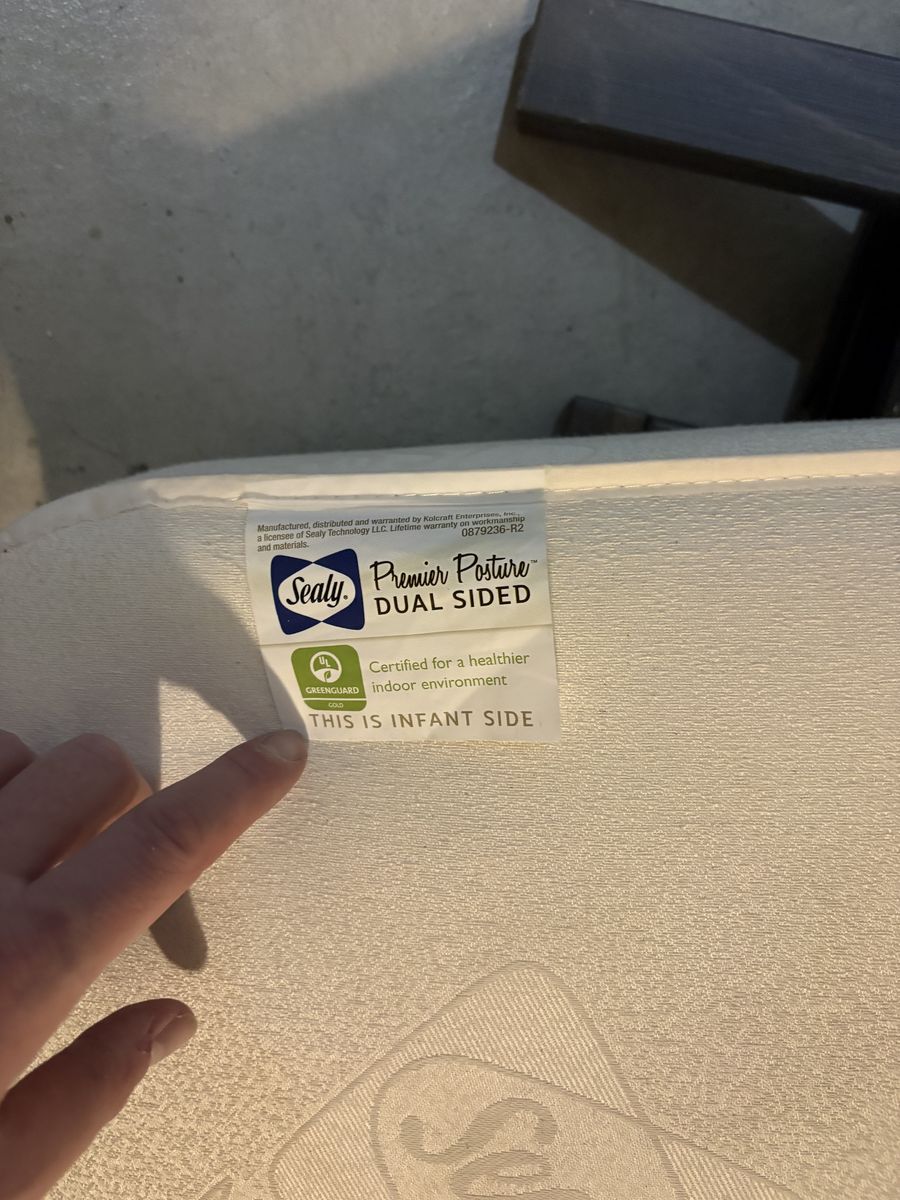 Manufactured, distributed and warranted by Kolcraft Enterprises, Inc.,
a licensee of Sealy Technology LLC. Lifetime warranty on workmanship
and materials.
0879236-R2
Sealy®
Premier Posture™
DUAL SIDED
UL
GREENGUARD
GOLD
Certified for a healthier
indoor environment
THIS IS INFANT SIDE